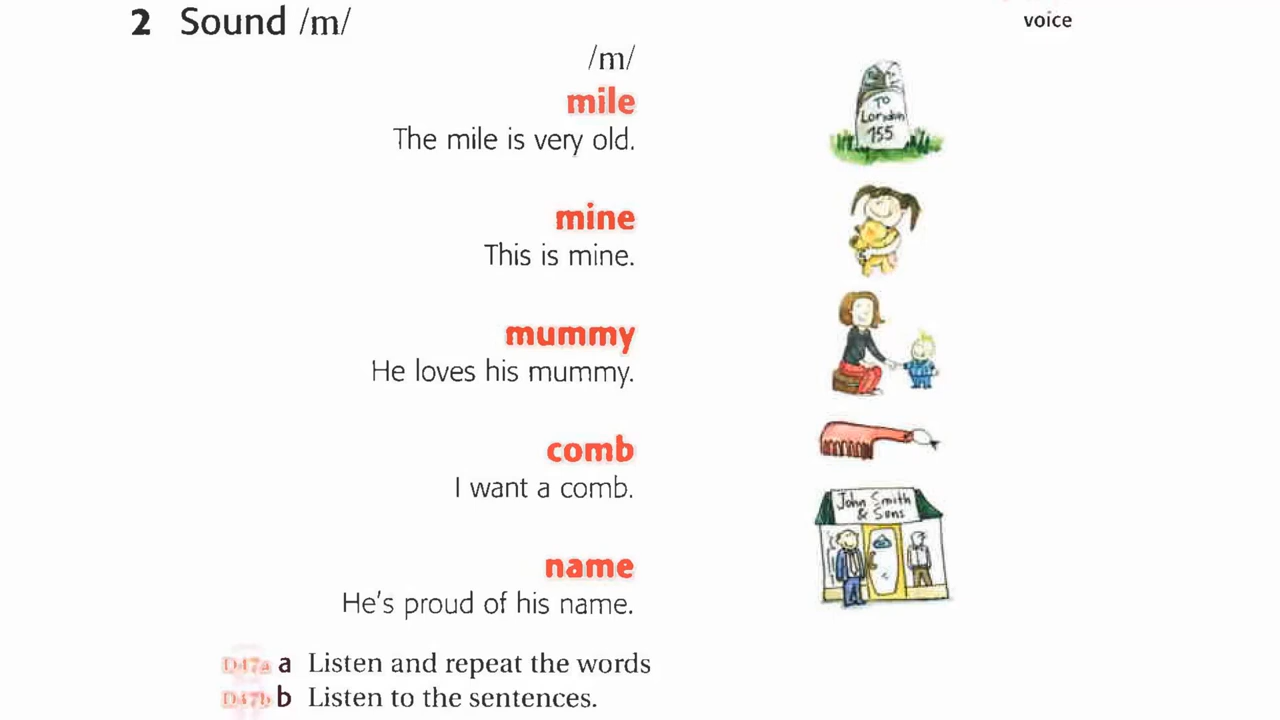 2 Sound /m/
voice
/m/
mile
The mile is very old.
TO
London
155
mine
This is mine.
mummy
He loves his mummy.
comb
I want a comb.
John Smith
& Sons
name
He's proud of his name.
D47a a Listen and repeat the words
D47b b Listen to the sentences.